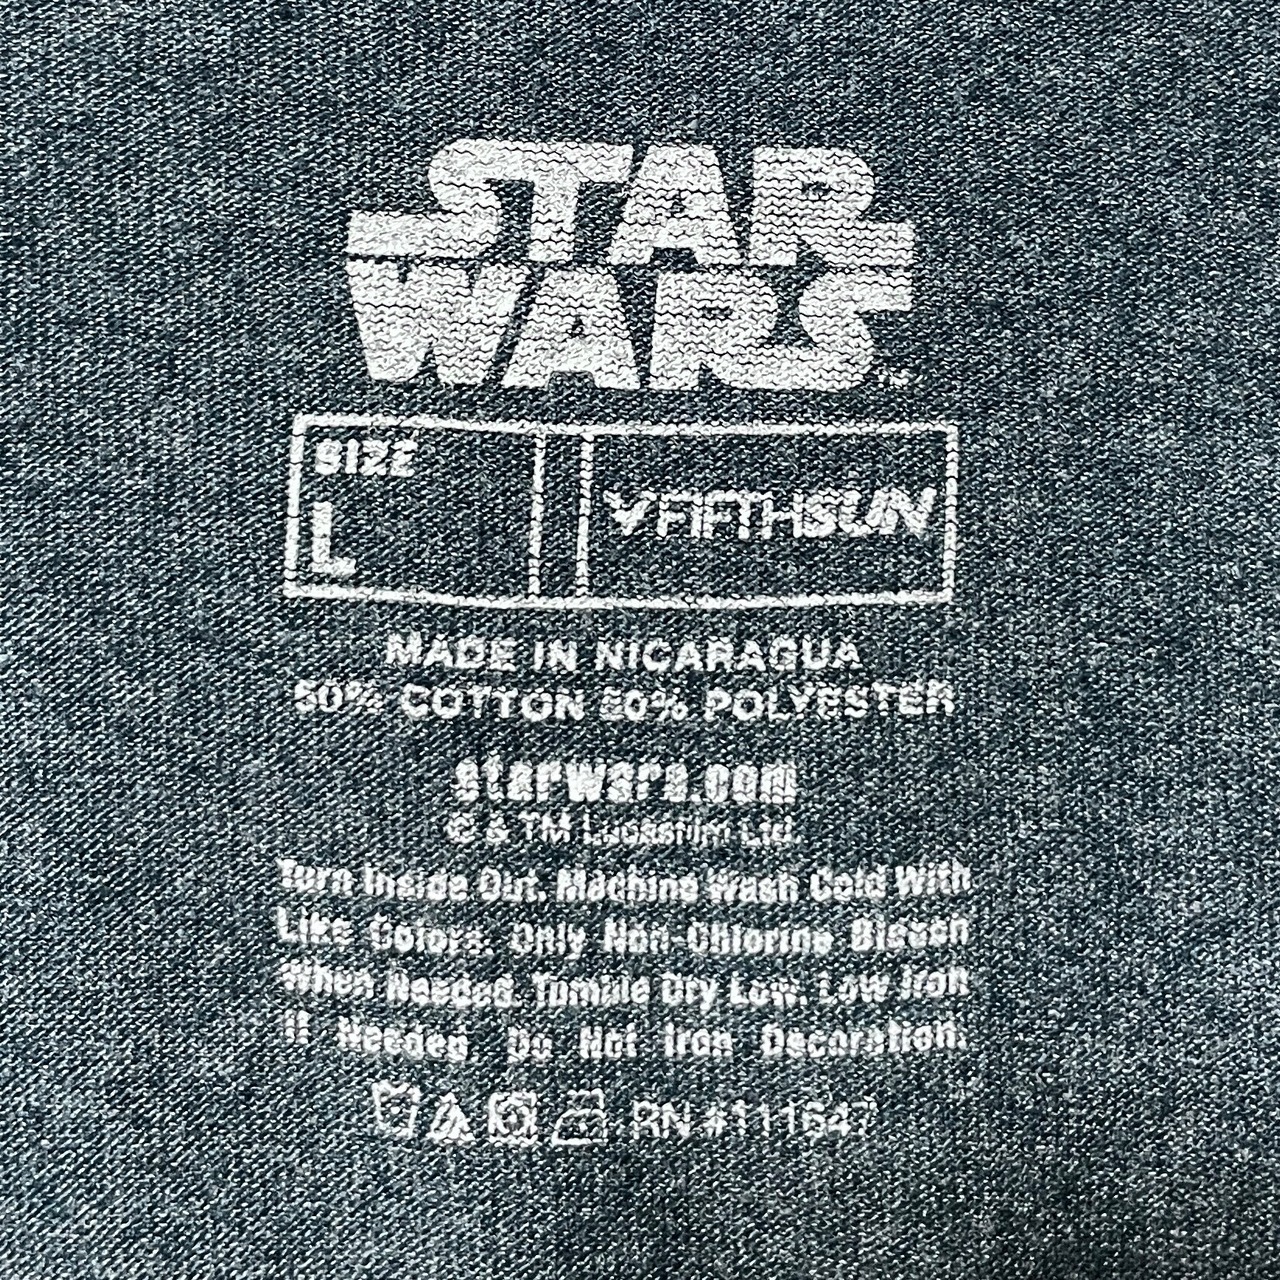 STAR
WARS
TM
SIZE
L
FIFTHSUN
MADE IN NICARAGUA
50% COTTON 50% POLYESTER
starwars.com
© & TM Lucasfilm Ltd.
Turn Inside Out. Machine Wash Cold With
Like Colors. Only Non-Chlorine Bleach
When Needed. Tumble Dry Low. Low Iron
If Needed. Do Not Iron Decoration.
RN #111647